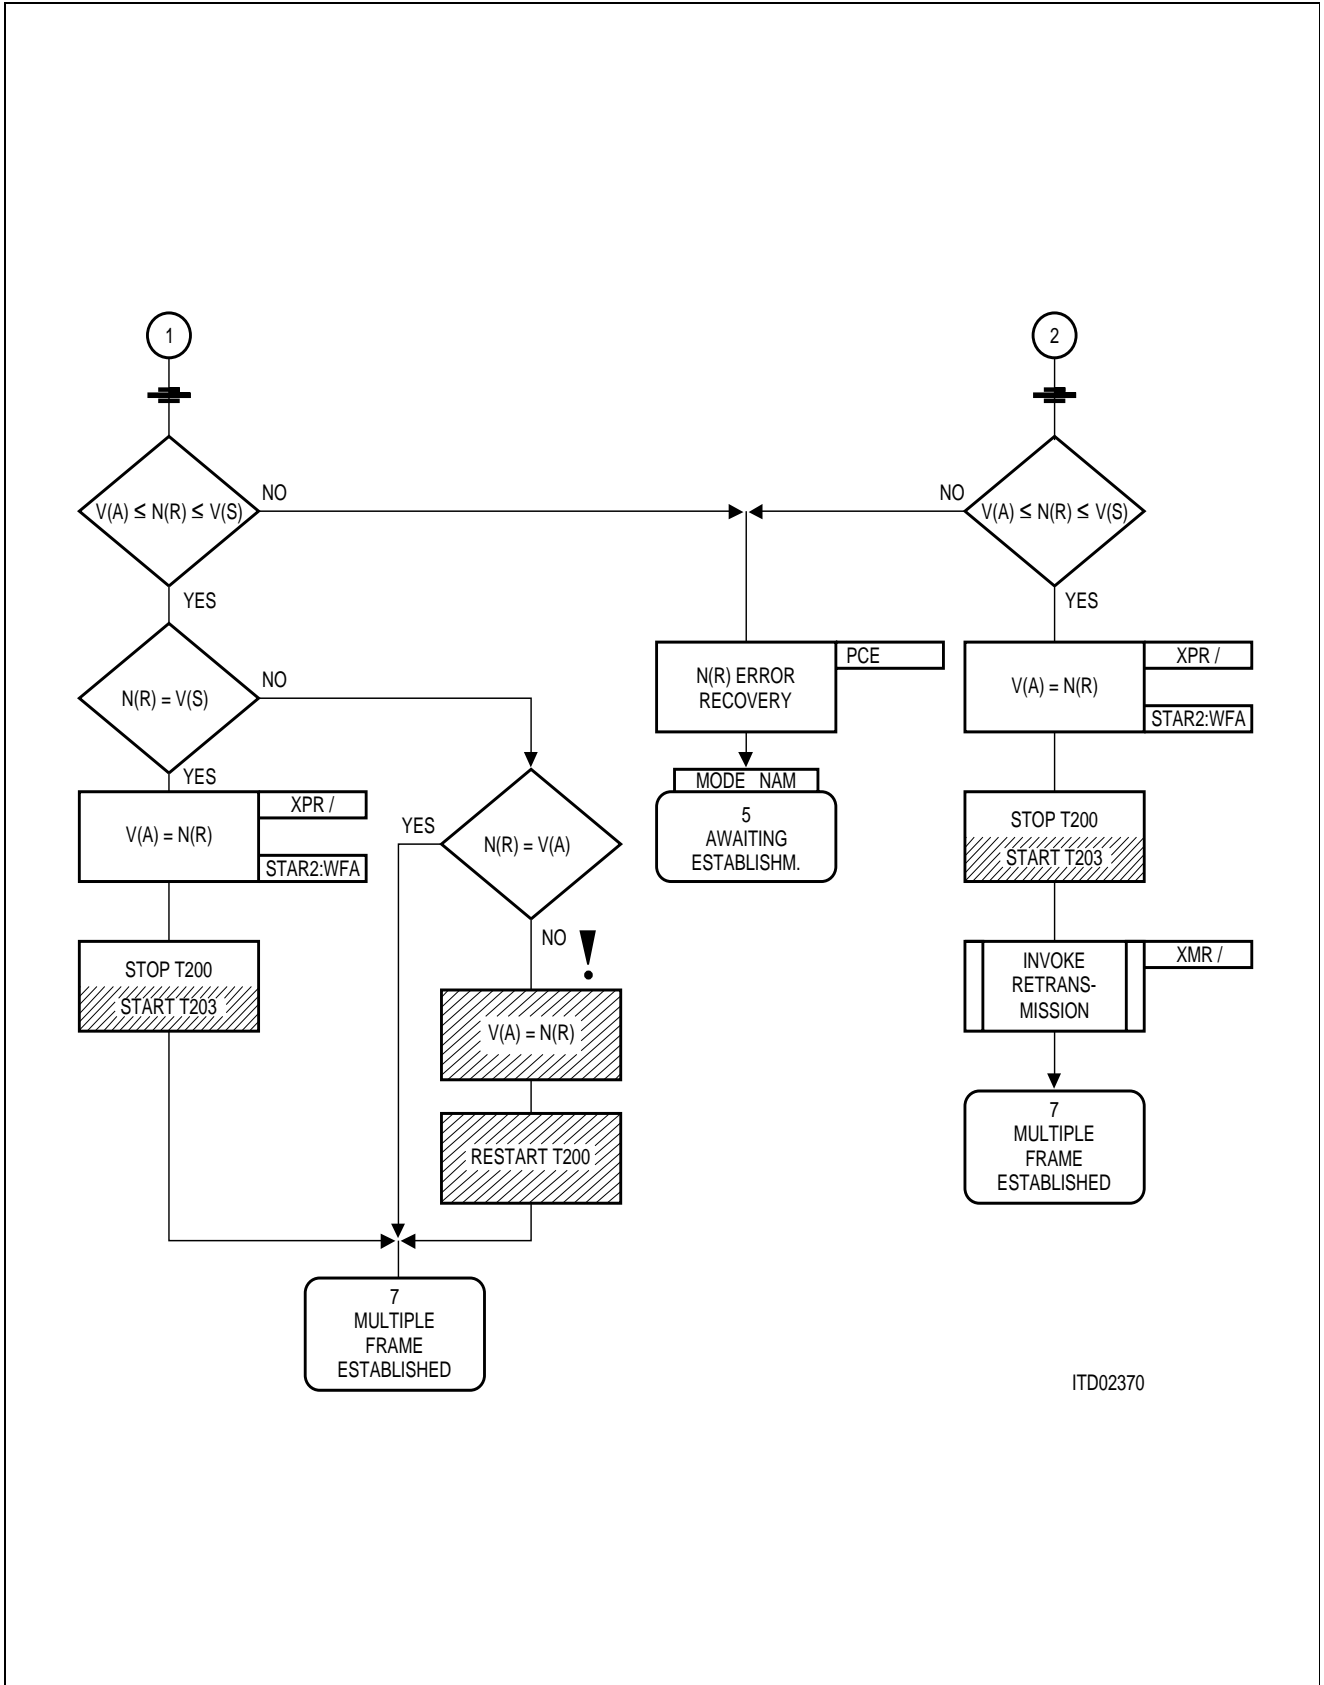 1
2
V(A) ≤ N(R) ≤ V(S)
NO
NO
V(A) ≤ N(R) ≤ V(S)
YES
YES
N(R) = V(S)
NO
N(R) ERROR
RECOVERY
PCE
V(A) = N(R)
XPR /
STAR2:WFA
YES
V(A) = N(R)
XPR /
STAR2:WFA
YES
N(R) = V(A)
MODE NAM
5
AWAITING
ESTABLISHM.
STOP T200
START T203
NO
!
STOP T200
START T203
V(A) = N(R)
INVOKE
RETRANS-
MISSION
XMR /
RESTART T200
7
MULTIPLE
FRAME
ESTABLISHED
7
MULTIPLE
FRAME
ESTABLISHED
ITD02370